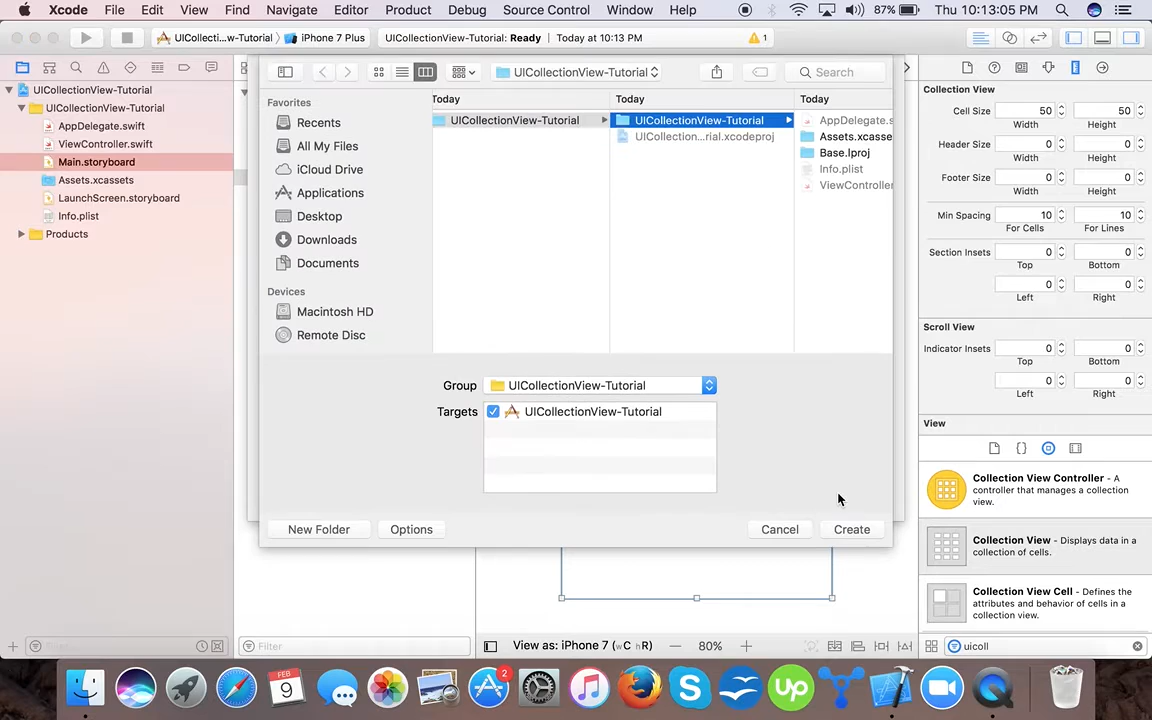 Xcode File Edit View Find Navigate Editor Product Debug Source Control Window Help 87% Thu 10:13:05 PM
UICollecti...w-Tutorial iPhone 7 Plus UICollectionView-Tutorial: Ready Today at 10:13 PM 1
UICollectionView-Tutorial
UICollectionView-Tutorial
AppDelegate.swift
ViewController.swift
Main.storyboard
Assets.xcassets
LaunchScreen.storyboard
Info.plist
Products
UICollectionView-Tutorial
Search
Favorites
Recents
All My Files
iCloud Drive
Applications
Desktop
Downloads
Documents
Devices
Macintosh HD
Remote Disc
Today
UICollectionView-Tutorial
Today
UICollectionView-Tutorial
UICollection...rial.xcodeproj
Today
AppDelegate.s
Assets.xcasse
Base.lproj
Info.plist
ViewController
Group UICollectionView-Tutorial
Targets UICollectionView-Tutorial
New Folder Options Cancel Create
View as: iPhone 7 (wC hR) — 80% +
Collection View
Cell Size 50 50
Width Height
Header Size 0 0
Width Height
Footer Size 0 0
Width Height
Min Spacing 10 10
For Cells For Lines
Section Insets 0 0
Top Bottom
0 0
Left Right
Scroll View
Indicator Insets 0 0
Top Bottom
0 0
Left Right
View
{}
Collection View Controller - A
controller that manages a collection
view.
Collection View - Displays data in a
collection of cells.
Collection View Cell - Defines the
attributes and behavior of cells in a
collection view.
uicoll
Filter
FEB
9
2
up